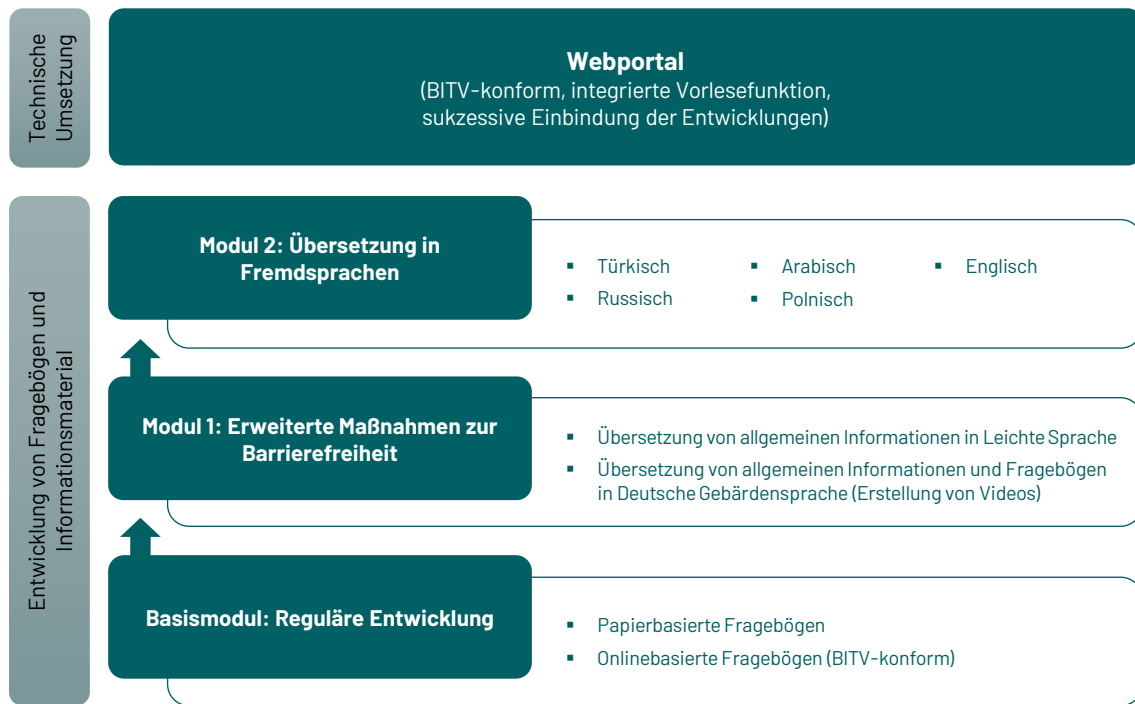 Technische
Umsetzung
Webportal
(BITV-konform, integrierte Vorlesefunktion,
sukzessive Einbindung der Entwicklungen)
Entwicklung von Fragebögen und
Informationsmaterial
Modul 2: Übersetzung in
Fremdsprachen
▪ Türkisch
▪ Arabisch
▪ Englisch
▪ Russisch
▪ Polnisch
Modul 1: Erweiterte Maßnahmen zur
Barrierefreiheit
▪ Übersetzung von allgemeinen Informationen in Leichte Sprache
▪ Übersetzung von allgemeinen Informationen und Fragebögen
in Deutsche Gebärdensprache (Erstellung von Videos)
Basismodul: Reguläre Entwicklung
▪ Papierbasierte Fragebögen
▪ Onlinebasierte Fragebögen (BITV-konform)